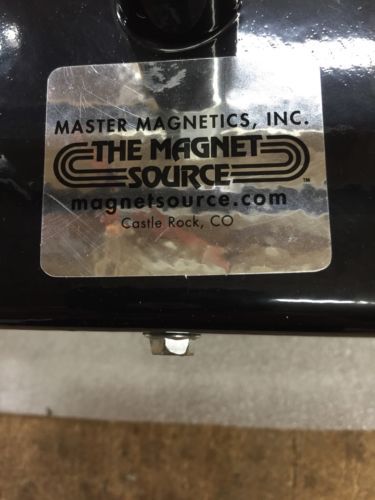 MASTER MAGNETICS, INC.
THE MAGNET
SOURCE
TM
magnetsource.com
Castle Rock, CO